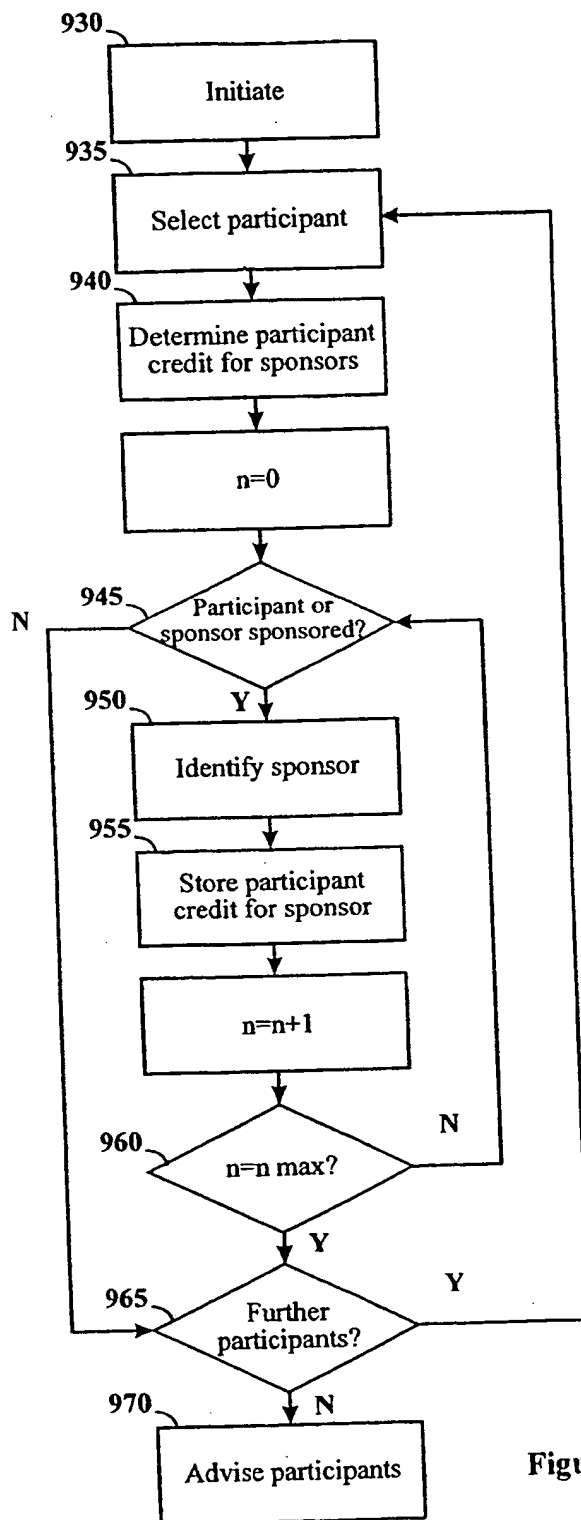 930
Initiate
935
Select participant
940
Determine participant
credit for sponsors
n=0
945
N
Participant or
sponsor sponsored?
Y
950
Identify sponsor
955
Store participant
credit for sponsor
n=n+1
960
N
n=n max?
Y
965
Y
Further
participants?
N
970
Advise participants